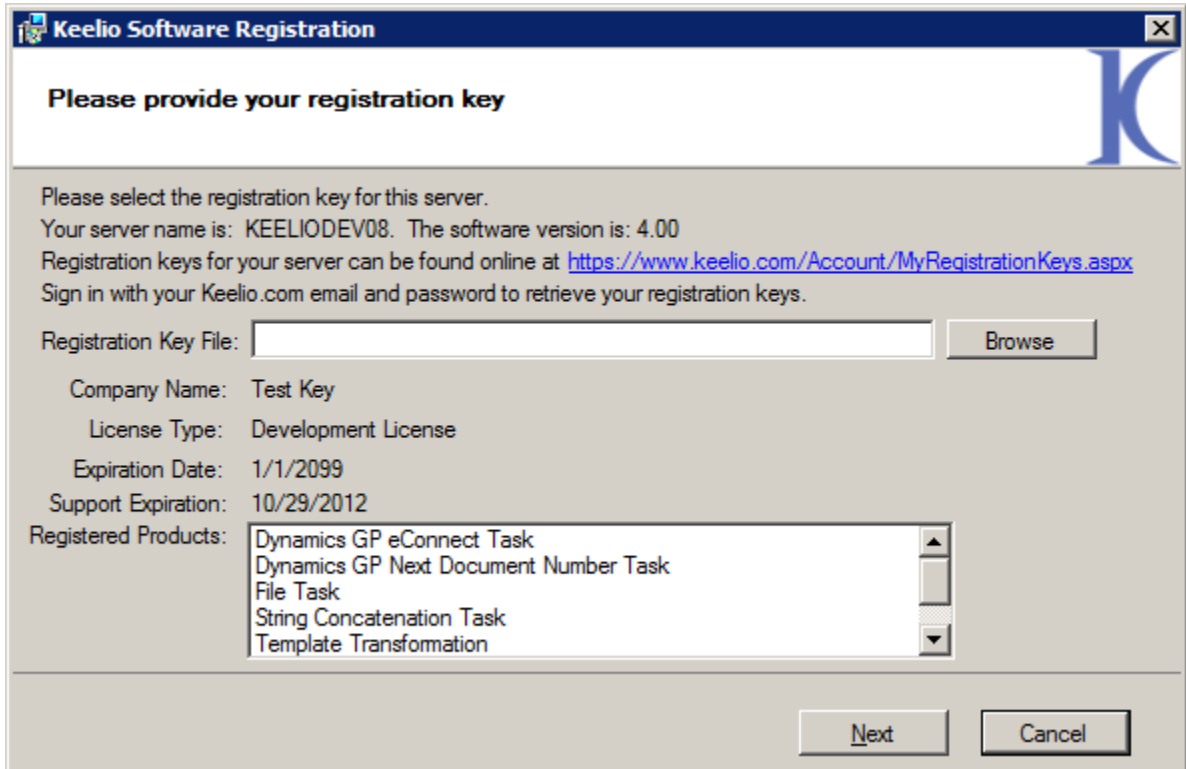 Keelio Software Registration
Please provide your registration key
Please select the registration key for this server.
Your server name is: KEELIODEV08. The software version is: 4.00
Registration keys for your server can be found online at https://www.keelio.com/Account/MyRegistrationKeys.aspx
Sign in with your Keelio.com email and password to retrieve your registration keys.
Registration Key File: Browse
Company Name: Test Key
License Type: Development License
Expiration Date: 1/1/2099
Support Expiration: 10/29/2012
Registered Products: Dynamics GP eConnect Task
Dynamics GP Next Document Number Task
File Task
String Concatenation Task
Template Transformation
Next Cancel